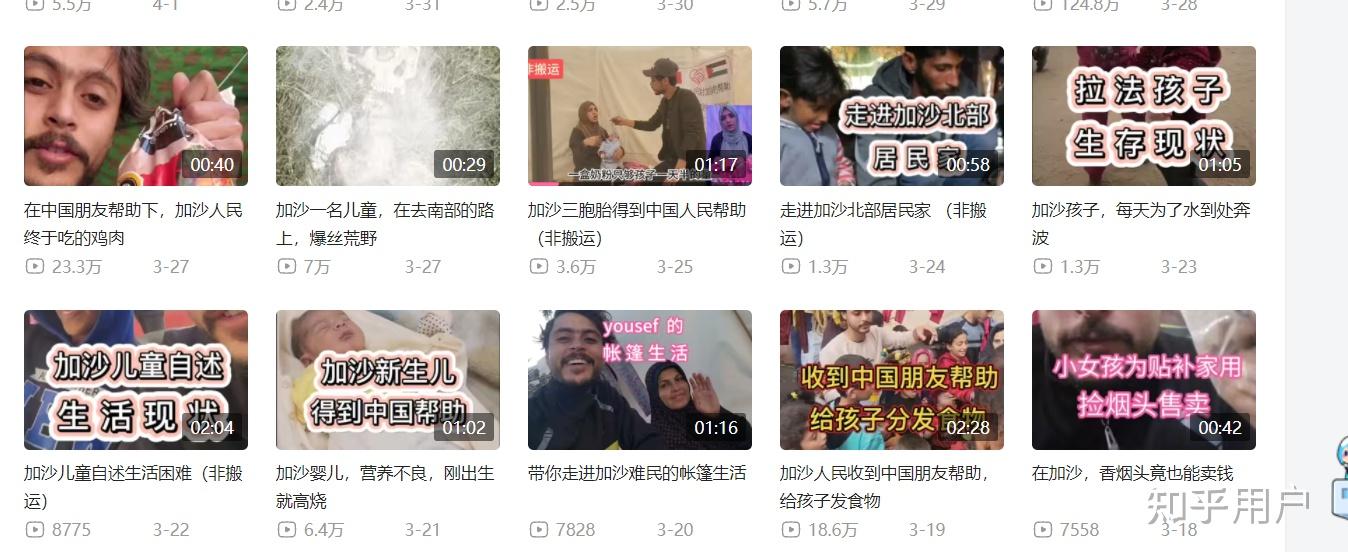 5.5万 4-1 2.4万 3-31 2.5万 3-30 5.7万 3-29 124.8万 3-28
00:40
00:29
非搬运
一盒奶粉只够孩子一天半的量
01:17
走进加沙北部
居民家
00:58
拉法孩子
生存现状
01:05
在中国朋友帮助下，加沙人民
终于吃的鸡肉
23.3万 3-27
加沙一名儿童，在去南部的路
上，爆丝荒野
7万 3-27
加沙三胞胎得到中国人民帮助
（非搬运）
3.6万 3-25
走进加沙北部居民家 （非搬
运）
1.3万 3-24
加沙孩子，每天为了水到处奔
波
1.3万 3-23
加沙儿童自述
生活现状
02:04
加沙新生儿
得到中国帮助
01:02
yousef 的
帐篷生活
01:16
收到中国朋友帮助
给孩子分发食物
02:28
小女孩为贴补家用
捡烟头售卖
00:42
加沙儿童自述生活困难（非搬
运）
8775 3-22
加沙婴儿，营养不良，刚出生
就高烧
6.4万 3-21
带你走进加沙难民的帐篷生活
7828 3-20
加沙人民收到中国朋友帮助，
给孩子发食物
18.6万 3-19
在加沙，香烟头竟也能卖钱
7558 3-18
知乎用户